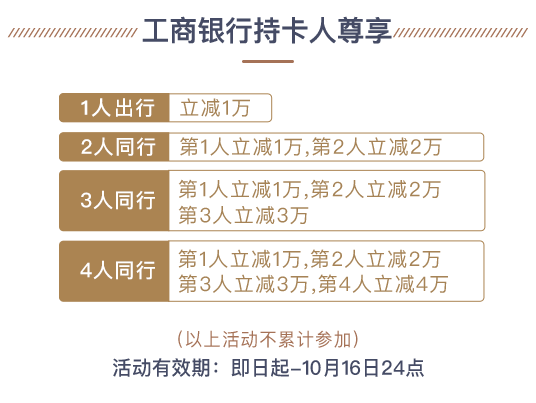 工商银行持卡人尊享
1人出行 立减1万
2人同行 第1人立减1万,第2人立减2万
3人同行 第1人立减1万,第2人立减2万
第3人立减3万
4人同行 第1人立减1万,第2人立减2万
第3人立减3万,第4人立减4万
（以上活动不累计参加）
活动有效期：即日起–10月16日24点